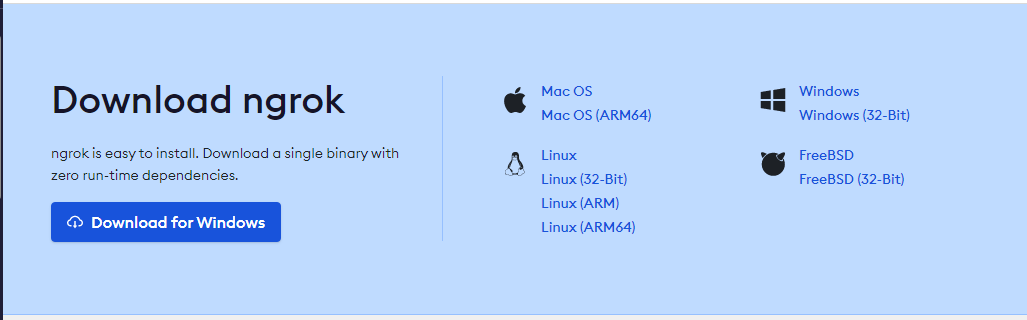 Download ngrok
ngrok is easy to install. Download a single binary with
zero run-time dependencies.
Download for Windows
Mac OS
Mac OS (ARM64)
Linux
Linux (32-Bit)
Linux (ARM)
Linux (ARM64)
Windows
Windows (32-Bit)
FreeBSD
FreeBSD (32-Bit)